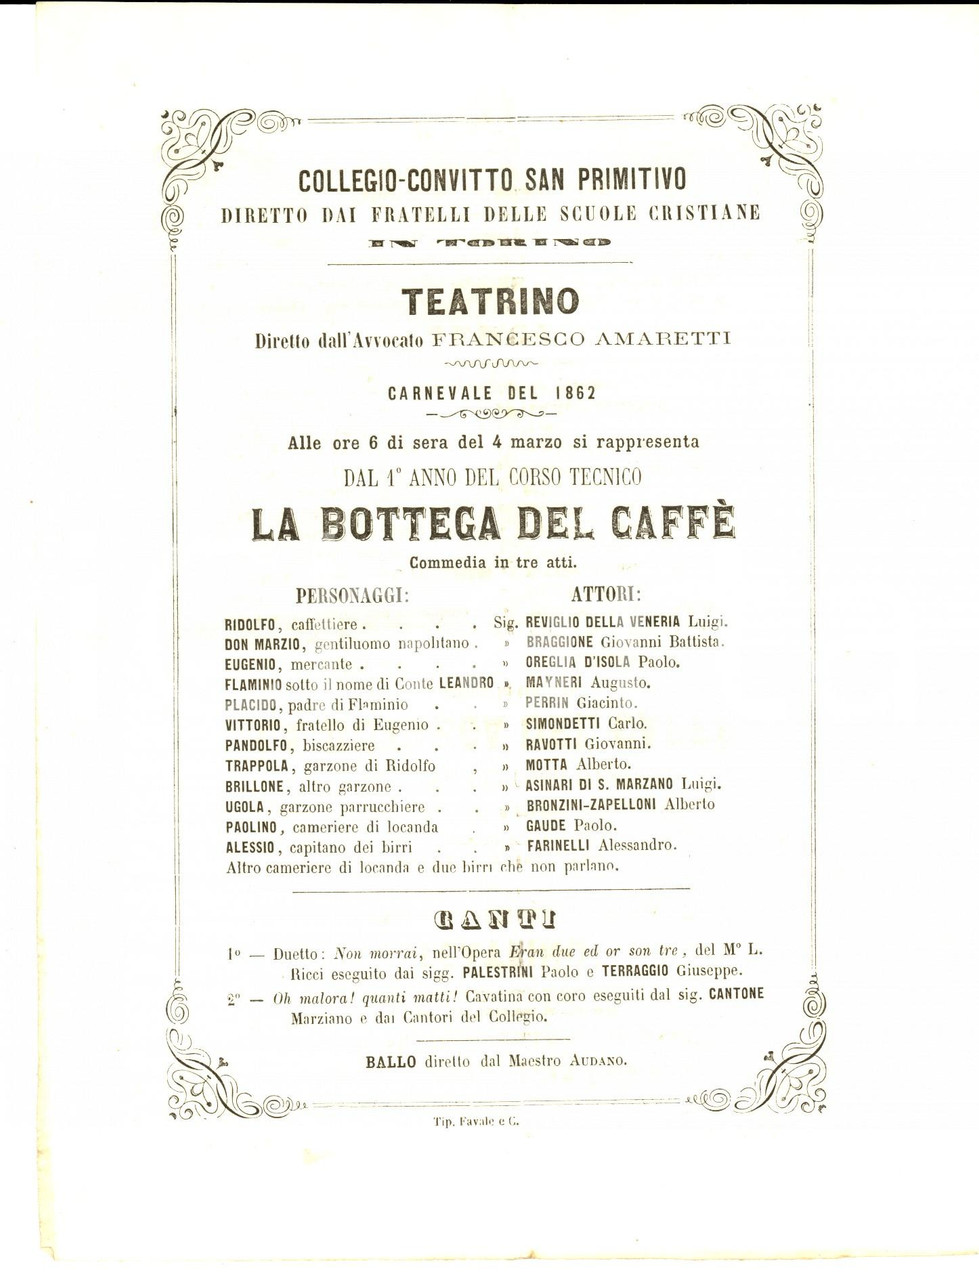 COLLEGIO-CONVITTO SAN PRIMITIVO
DIRETTO DAI FRATELLI DELLE SCUOLE CRISTIANE
IN TORINO
TEATRINO
Diretto dall'Avvocato FRANCESCO AMARETTI
CARNEVALE DEL 1862
Alle ore 6 di sera del 4 marzo si rappresenta
DAL 1° ANNO DEL CORSO TECNICO
LA BOTTEGA DEL CAFFÈ
Commedia in tre atti.
PERSONAGGI: ATTORI:
RIDOLFO, caffettiere . . . . Sig. REVIGLIO DELLA VENERIA Luigi.
DON MARZIO, gentiluomo napolitano . » BRAGGIONE Giovanni Battista.
EUGENIO, mercante . . . . » OREGLIA D'ISOLA Paolo.
FLAMINIO sotto il nome di Conte LEANDRO » MAYNERI Augusto.
PLACIDO, padre di Flaminio . . » PERRIN Giacinto.
VITTORIO, fratello di Eugenio . . » SIMONDETTI Carlo.
PANDOLFO, biscazziere . . . » RAVOTTI Giovanni.
TRAPPOLA, garzone di Ridolfo , » MOTTA Alberto.
BRILLONE, altro garzone . . . » ASINARI DI S. MARZANO Luigi.
UGOLA, garzone parrucchiere . . » BRONZINI-ZAPELLONI Alberto
PAOLINO, cameriere di locanda . » GAUDE Paolo.
ALESSIO, capitano dei birri . . » FARINELLI Alessandro.
Altro cameriere di locanda e due birri che non parlano.
CANTI
1º — Duetto: Non morrai, nell'Opera Eran due ed or son tre, del Mº L.
Ricci eseguito dai sigg. PALESTRINI Paolo e TERRAGGIO Giuseppe.
2º — Oh malora! quanti matti! Cavatina con coro eseguiti dal sig. CANTONE
Marziano e dai Cantori del Collegio.
BALLO diretto dal Maestro AUDANO.
Tip. Favale e C.